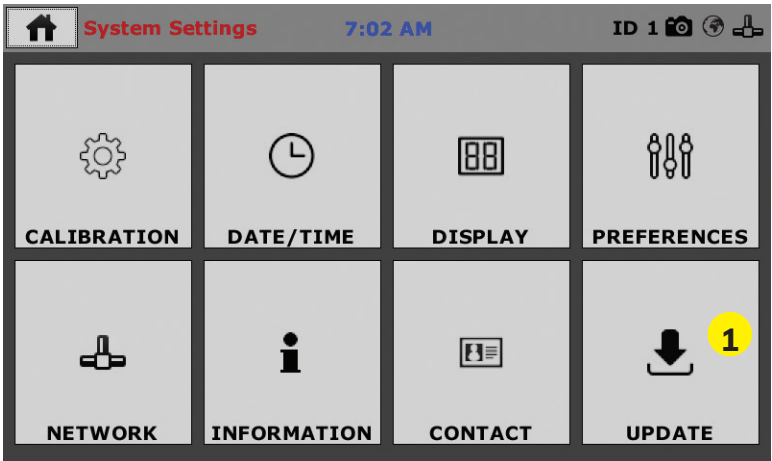 System Settings 7:02 AM ID 1
CALIBRATION DATE/TIME DISPLAY PREFERENCES
1
NETWORK INFORMATION CONTACT UPDATE